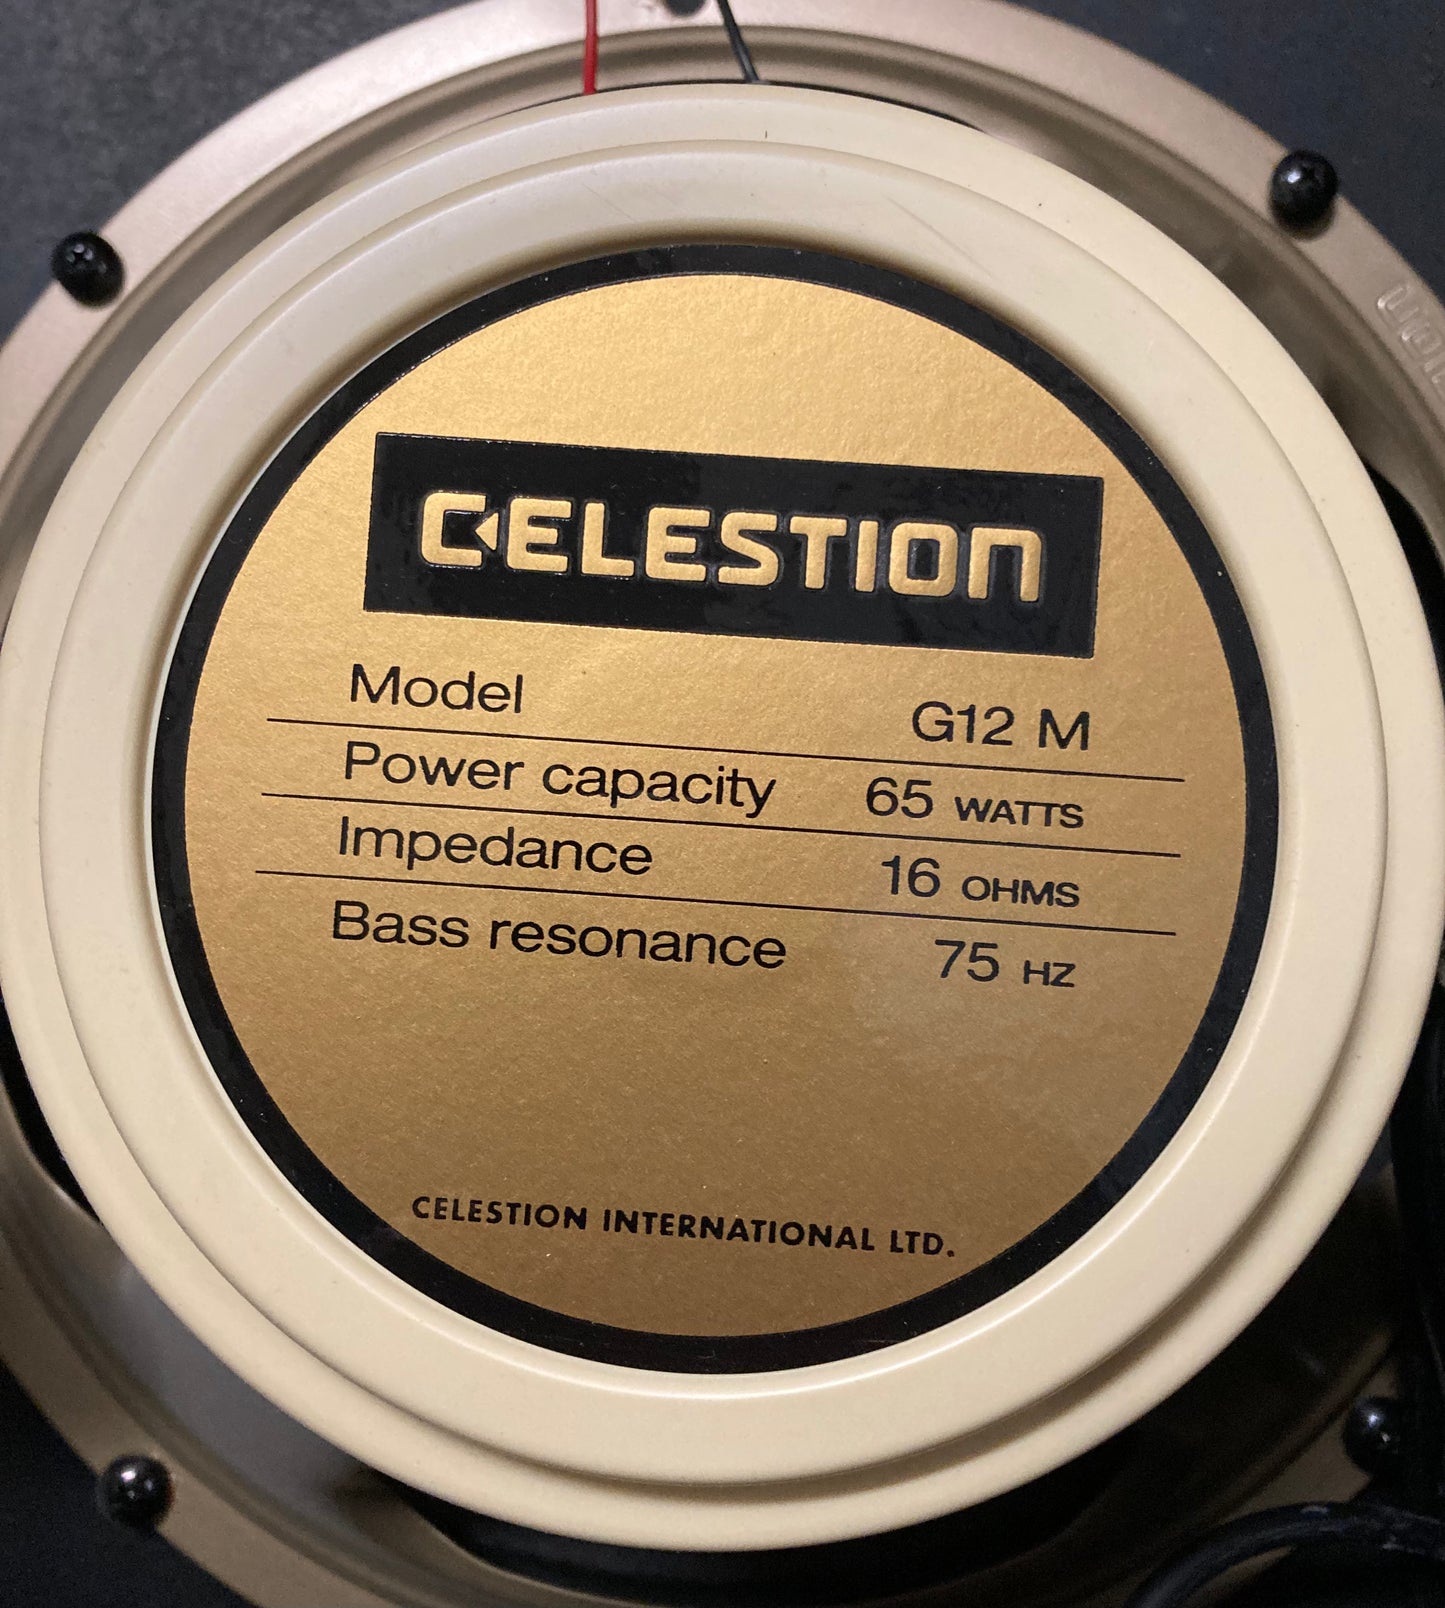 CELESTION
Model G12 M
Power capacity 65 WATTS
Impedance 16 OHMS
Bass resonance 75 HZ
CELESTION INTERNATIONAL LTD.